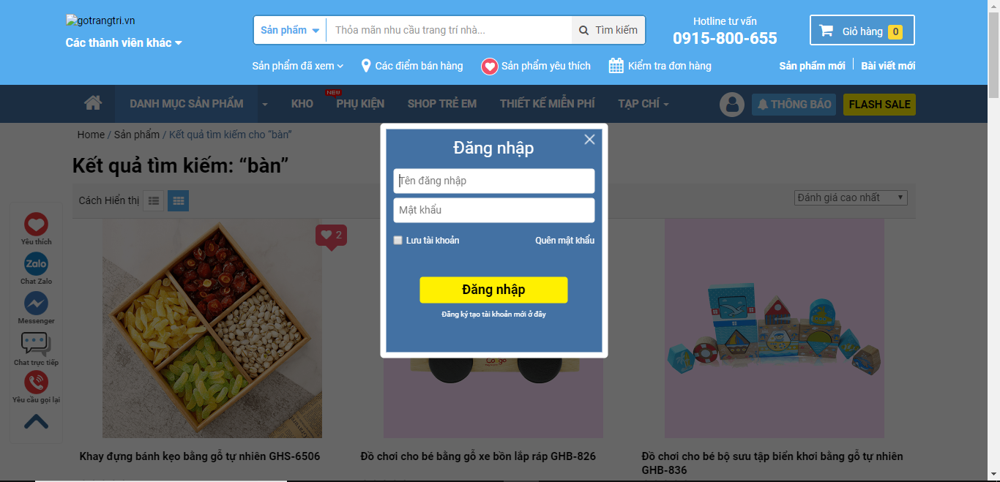 gotrangtri.vn
Các thành viên khác
Sản phẩm
Thỏa mãn nhu cầu trang trí nhà...
Tìm kiếm
Hotline tư vấn
0915-800-655
Giỏ hàng 0
Sản phẩm đã xem
Các điểm bán hàng
Sản phẩm yêu thích
Kiểm tra đơn hàng
Sản phẩm mới
Bài viết mới
DANH MỤC SẢN PHẨM
KHO
NEW
PHỤ KIỆN
SHOP TRẺ EM
THIẾT KẾ MIỄN PHÍ
TẠP CHÍ
THÔNG BÁO
FLASH SALE
Home / Sản phẩm / Kết quả tìm kiếm cho “bàn”
Kết quả tìm kiếm: “bàn”
Cách Hiển thị
Đánh giá cao nhất
Đăng nhập
Tên đăng nhập
Mật khẩu
Lưu tài khoản
Quên mật khẩu
Đăng nhập
Đăng ký tạo tài khoản mới ở đây
Yêu thích
Zalo
Chat Zalo
Messenger
Chat trực tiếp
Yêu cầu gọi lại
2
Khay đựng bánh kẹo bằng gỗ tự nhiên GHS-6506
Đồ chơi cho bé bằng gỗ xe bồn lắp ráp GHB-826
Đồ chơi cho bé bộ sưu tập biển khơi bằng gỗ tự nhiên
GHB-836